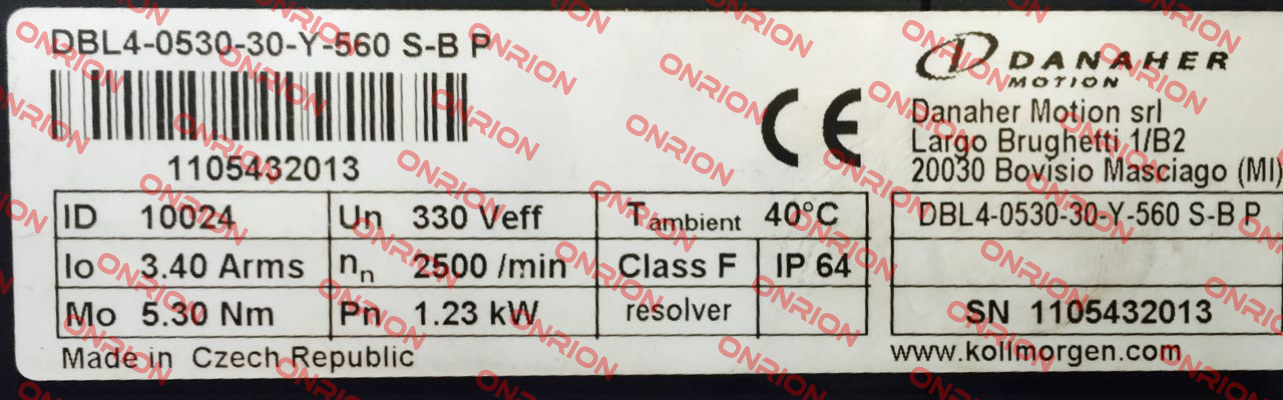 DBL4-0530-30-Y-560 S-B P
1105432013
DANAHER
MOTION
Danaher Motion srl
Largo Brughetti 1/B2
20030 Bovisio Masciago (MI)
ID 10024 Un 330 Veff Tambient 40°C
Io 3.40 Arms nn 2500 /min Class F IP 64
Mo 5.30 Nm Pn 1.23 kW resolver
Made in Czech Republic
DBL4-0530-30-Y-560 S-B P
SN 1105432013
www.kollmorgen.com
ONRION